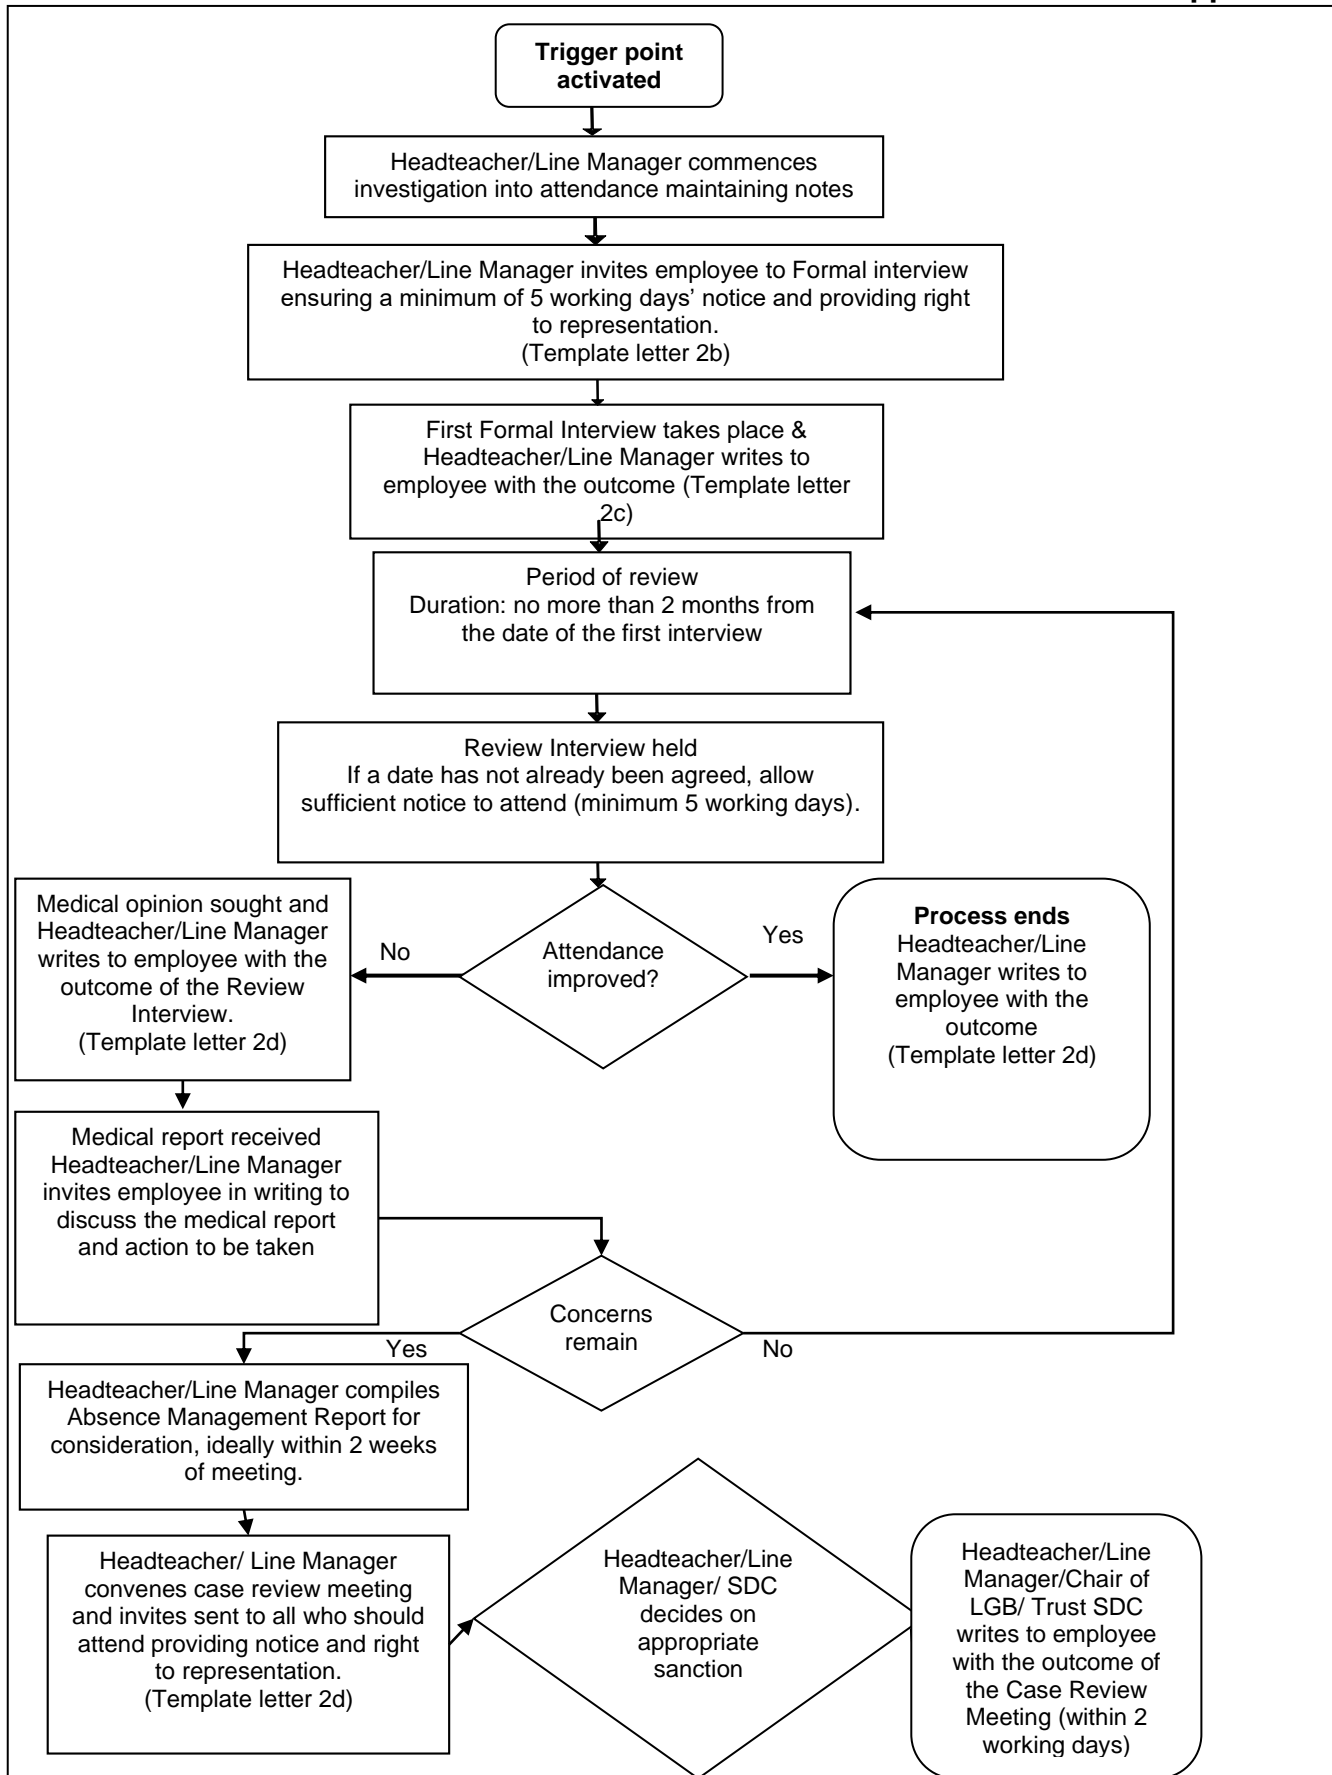 Trigger point
activated
Headteacher/Line Manager commences
investigation into attendance maintaining notes
Headteacher/Line Manager invites employee to Formal interview
ensuring a minimum of 5 working days’ notice and providing right
to representation.
(Template letter 2b)
First Formal Interview takes place &
Headteacher/Line Manager writes to
employee with the outcome (Template letter
2c)
Period of review
Duration: no more than 2 months from
the date of the first interview
Review Interview held
If a date has not already been agreed, allow
sufficient notice to attend (minimum 5 working days).
Attendance
improved?
No
Yes
Medical opinion sought and
Headteacher/Line Manager
writes to employee with the
outcome of the Review
Interview.
(Template letter 2d)
Process ends
Headteacher/Line
Manager writes to
employee with the
outcome
(Template letter 2d)
Medical report received
Headteacher/Line Manager
invites employee in writing to
discuss the medical report
and action to be taken
Concerns
remain
Yes
No
Headteacher/Line Manager compiles
Absence Management Report for
consideration, ideally within 2 weeks
of meeting.
Headteacher/ Line Manager
convenes case review meeting
and invites sent to all who should
attend providing notice and right
to representation.
(Template letter 2d)
Headteacher/Line
Manager/ SDC
decides on
appropriate
sanction
Headteacher/Line
Manager/Chair of
LGB/ Trust SDC
writes to employee
with the outcome of
the Case Review
Meeting (within 2
working days)